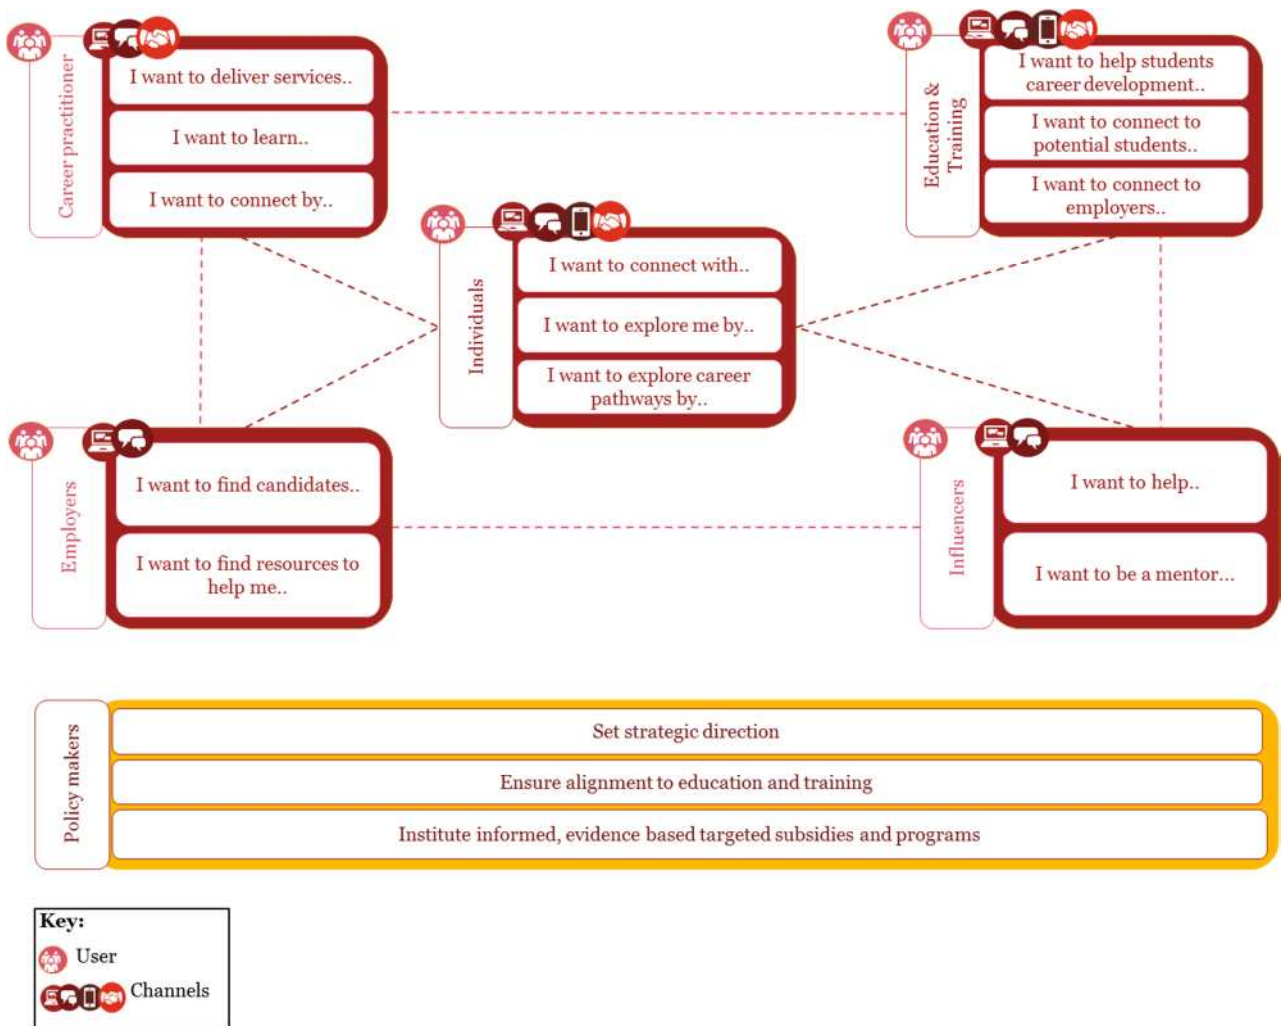 Career practitioner
I want to deliver services..
I want to learn..
I want to connect by..
Education &
Training
I want to help students
career development..
I want to connect to
potential students..
I want to connect to
employers..
Individuals
I want to connect with..
I want to explore me by..
I want to explore career
pathways by..
Employers
I want to find candidates..
I want to find resources to
help me..
Influencers
I want to help..
I want to be a mentor...
Policy makers
Set strategic direction
Ensure alignment to education and training
Institute informed, evidence based targeted subsidies and programs
Key:
User
Channels